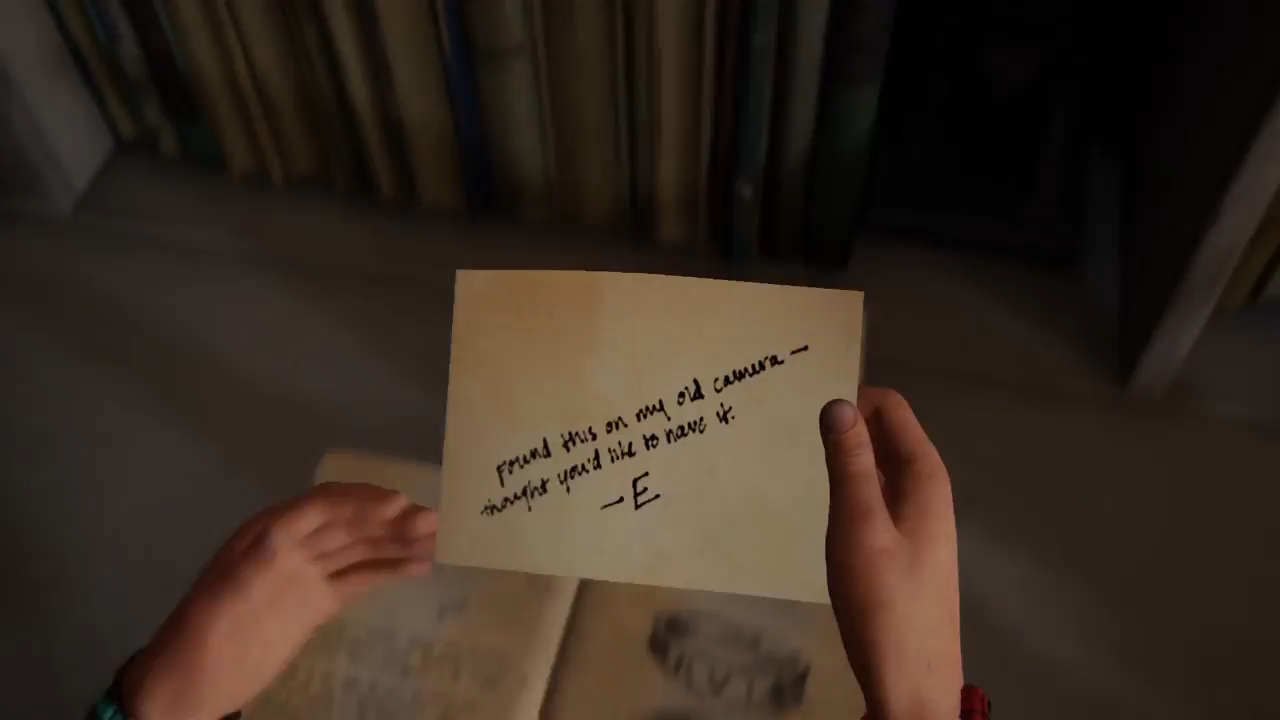 Found this on my old camera —
thought you'd like to have it.
—E